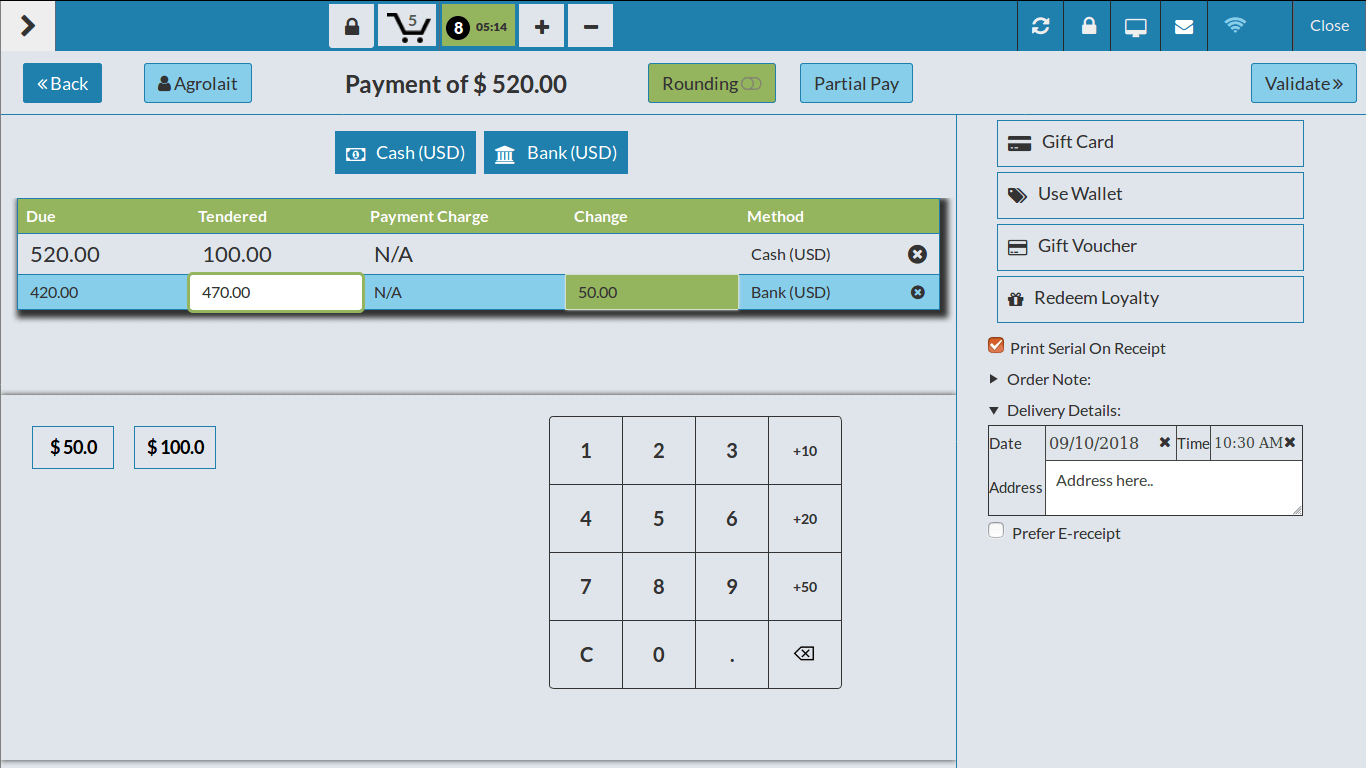 5 8 05:14 Close
Back Agrolait Payment of $ 520.00 Rounding Partial Pay Validate
Cash (USD) Bank (USD)
Due Tendered Payment Charge Change Method
520.00 100.00 N/A Cash (USD)
420.00 470.00 N/A 50.00 Bank (USD)
$ 50.0 $ 100.0
1 2 3 +10
4 5 6 +20
7 8 9 +50
C 0 .
Gift Card
Use Wallet
Gift Voucher
Redeem Loyalty
Print Serial On Receipt
Order Note:
Delivery Details:
Date 09/10/2018 Time 10:30 AM
Address Address here..
Prefer E-receipt